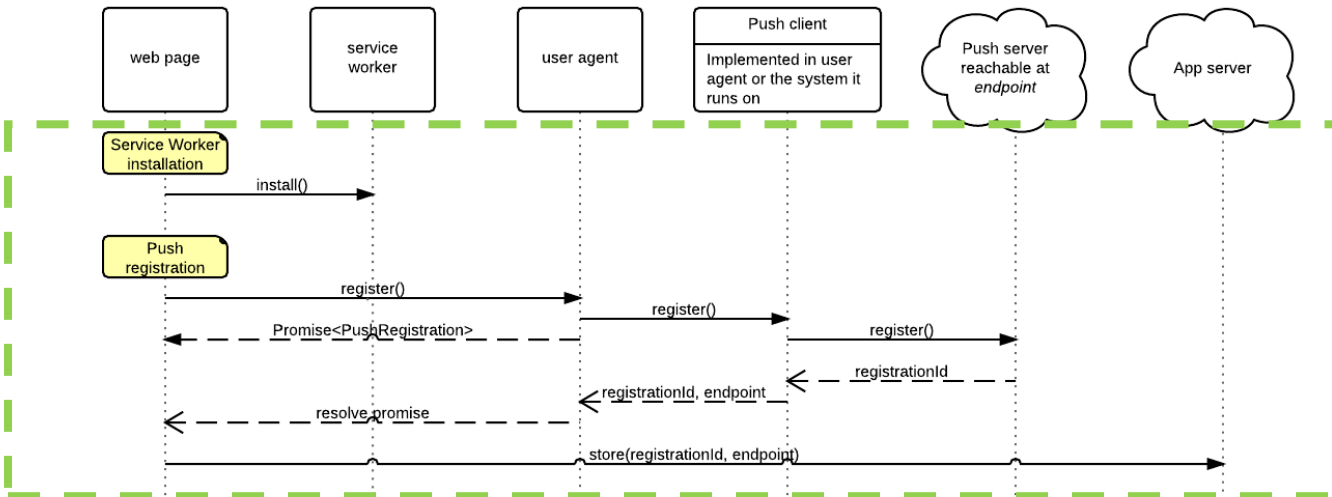 web page
service
worker
user agent
Push client
Implemented in user
agent or the system it
runs on
Push server
reachable at
endpoint
App server
Service Worker
installation
install()
Push
registration
register()
register()
Promise<PushRegistration>
register()
registrationId
registrationId, endpoint
resolve promise
store(registrationId, endpoint)